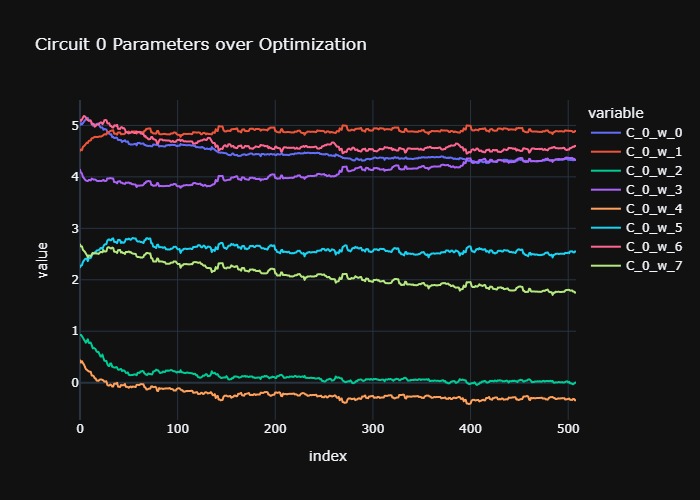 Circuit 0 Parameters over Optimization
variable
C_0_w_0
C_0_w_1
C_0_w_2
C_0_w_3
C_0_w_4
C_0_w_5
C_0_w_6
C_0_w_7
value
5
4
3
2
1
0
0 100 200 300 400 500
index